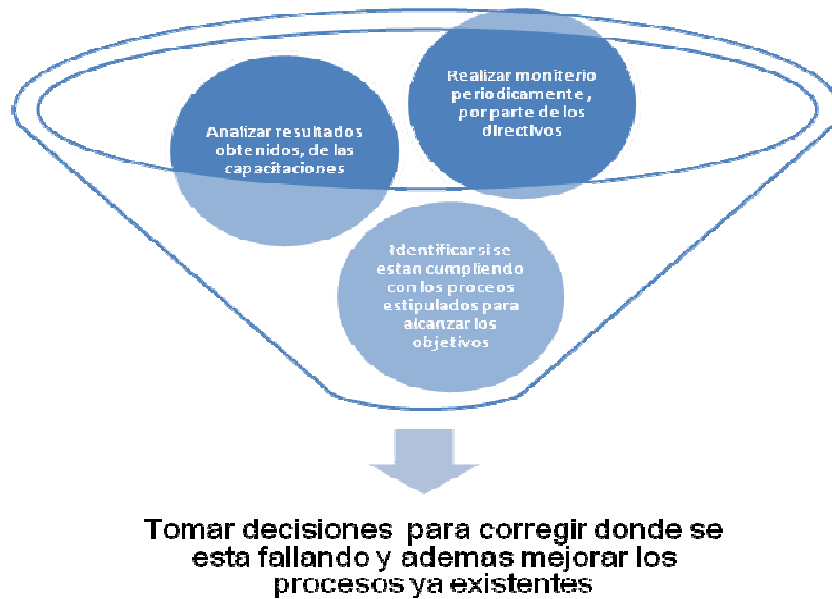 Realizar moniterio
periodicamente,
por parte de los
directivos
Analizar resultados
obtenidos, de las
capacitaciones
Identificar si se
estan cumpliendo
con los proceos
estipulados para
alcanzar los
objetivos
Tomar decisiones para corregir donde se
esta fallando y ademas mejorar los
procesos ya existentes